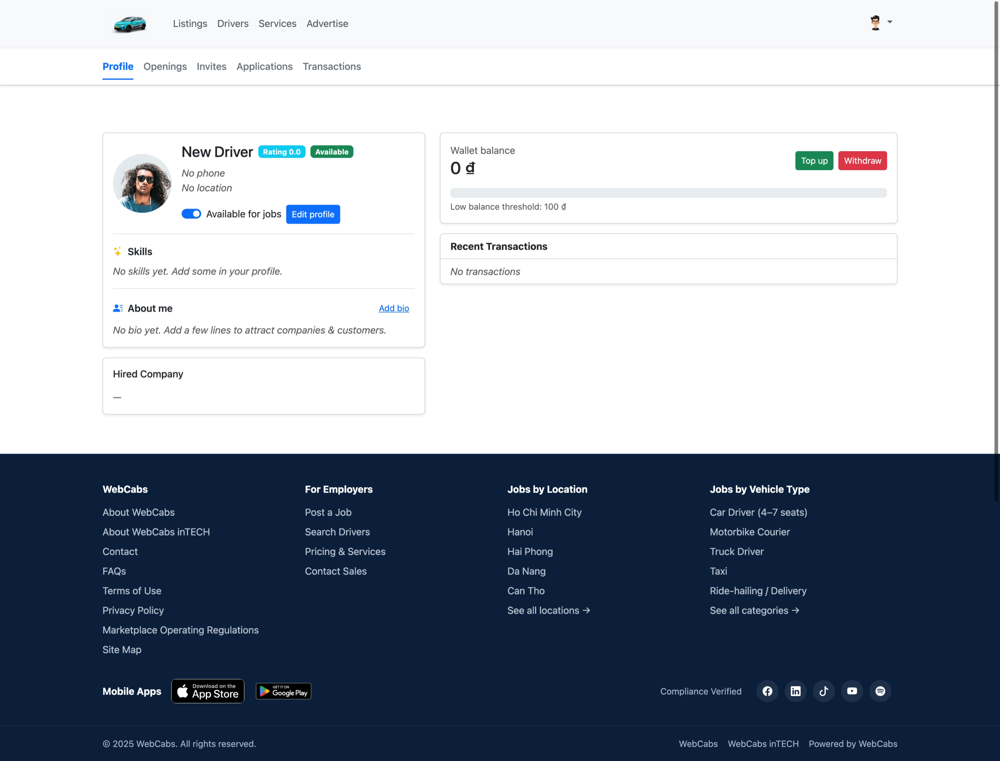 Listings Drivers Services Advertise
Profile Openings Invites Applications Transactions
New Driver Rating 0.0 Available
No phone
No location
Available for jobs Edit profile
Skills
No skills yet. Add some in your profile.
About me Add bio
No bio yet. Add a few lines to attract companies & customers.
Hired Company
—
Wallet balance
0 ₫
Top up Withdraw
Low balance threshold: 100 ₫
Recent Transactions
No transactions
WebCabs
About WebCabs
About WebCabs inTECH
Contact
FAQs
Terms of Use
Privacy Policy
Marketplace Operating Regulations
Site Map
For Employers
Post a Job
Search Drivers
Pricing & Services
Contact Sales
Jobs by Location
Ho Chi Minh City
Hanoi
Hai Phong
Da Nang
Can Tho
See all locations →
Jobs by Vehicle Type
Car Driver (4–7 seats)
Motorbike Courier
Truck Driver
Taxi
Ride-hailing / Delivery
See all categories →
Mobile Apps
Download on the
App Store
GET IT ON
Google Play
Compliance Verified
© 2025 WebCabs. All rights reserved.
WebCabs WebCabs inTECH Powered by WebCabs